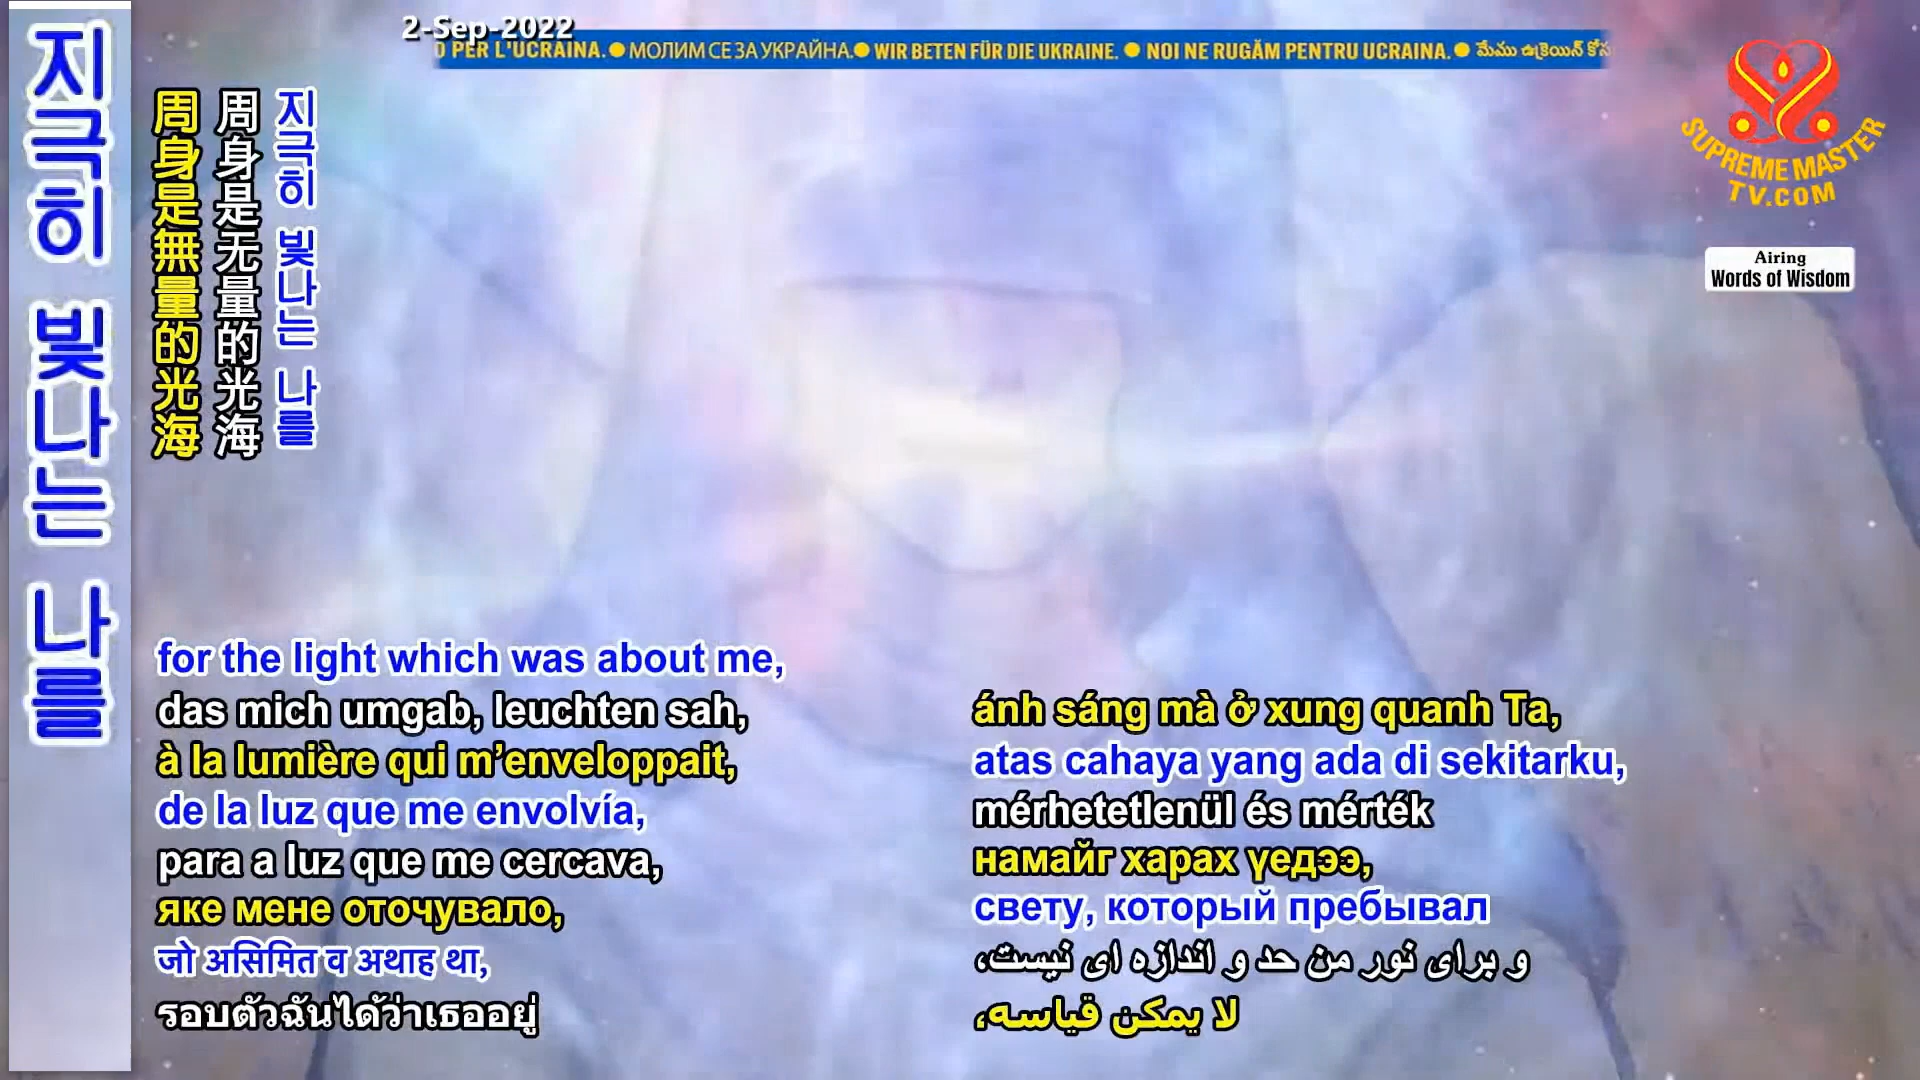 2-Sep-2022
O PER L'UCRAINA. ● МОЛИМ СЕ ЗА УКРАЙНА. ● WIR BETEN FÜR DIE UKRAINE. ● NOI NE RUGĂM PENTRU UCRAINA. ● మేము ఉక్రెయిన్
SUPREME MASTER
TV.COM
Airing
Words of Wisdom
지극히 빛나는 나를
周身是無量的光海
周身是无量的光海
지극히 빛나는 나를
for the light which was about me,
das mich umgab, leuchten sah,
à la lumière qui m’enveloppait,
de la luz que me envolvía,
para a luz que me cercava,
яке мене оточувало,
जो असिमित व अथाह था,
รอบตัวฉันได้ว่าเธออยู่
ánh sáng mà ở xung quanh Ta,
atas cahaya yang ada di sekitarku,
mérhetetlenül és mérték
намайг харах үедээ,
свету, который пребывал
و برای نور من حد و اندازه ای نیست،
لا يمكن قياسه،